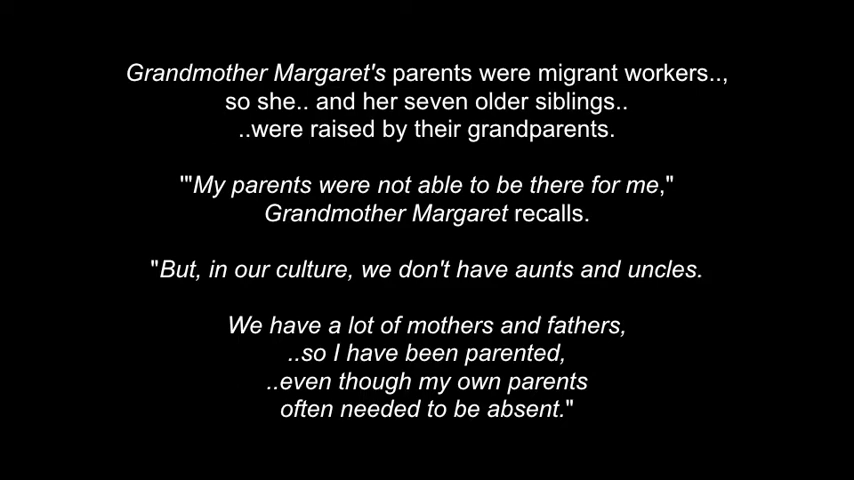 Grandmother Margaret's parents were migrant workers..,
so she.. and her seven older siblings..
..were raised by their grandparents.
'"My parents were not able to be there for me,"
Grandmother Margaret recalls.
"But, in our culture, we don't have aunts and uncles.
We have a lot of mothers and fathers,
..so I have been parented,
..even though my own parents
often needed to be absent."